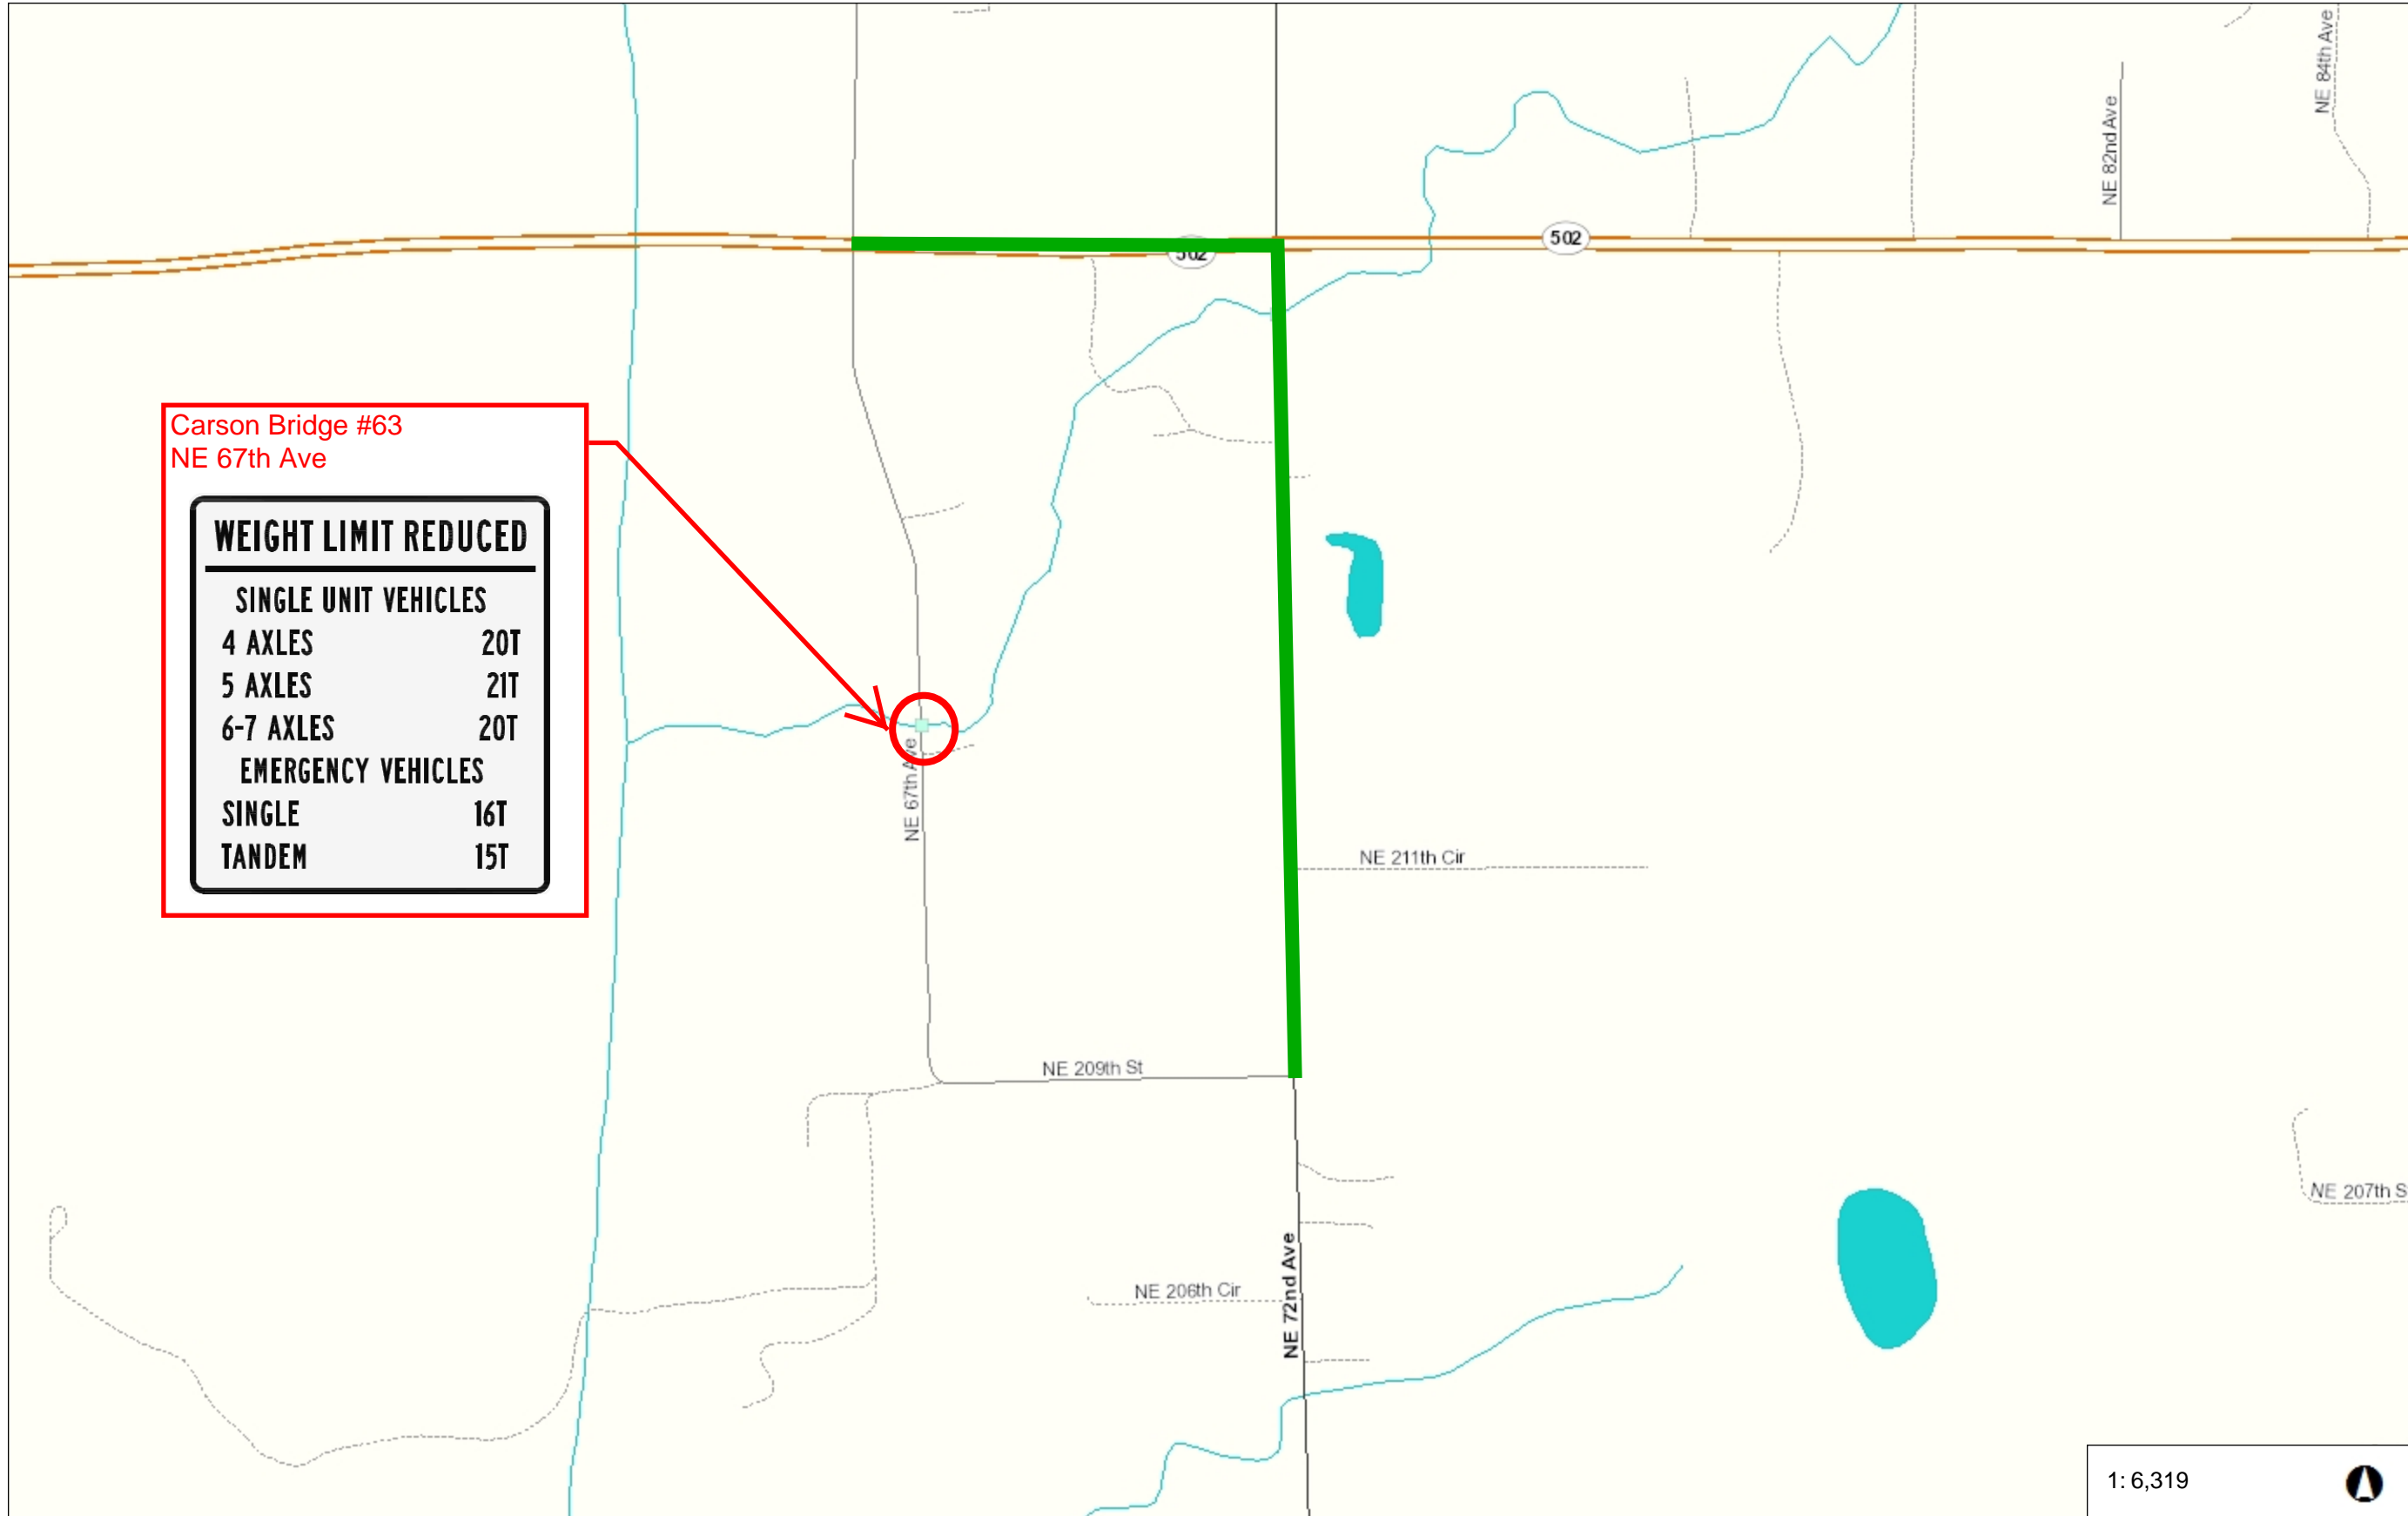 NE 84th Ave
NE 82nd Ave
502
502
Carson Bridge #63
NE 67th Ave
WEIGHT LIMIT REDUCED
SINGLE UNIT VEHICLES
4 AXLES 20T
5 AXLES 21T
6-7 AXLES 20T
EMERGENCY VEHICLES
SINGLE 16T
TANDEM 15T
NE 67th Ave
NE 211th Cir
NE 209th St
NE 207th S
NE 206th Cir
NE 72nd Ave
1: 6,319